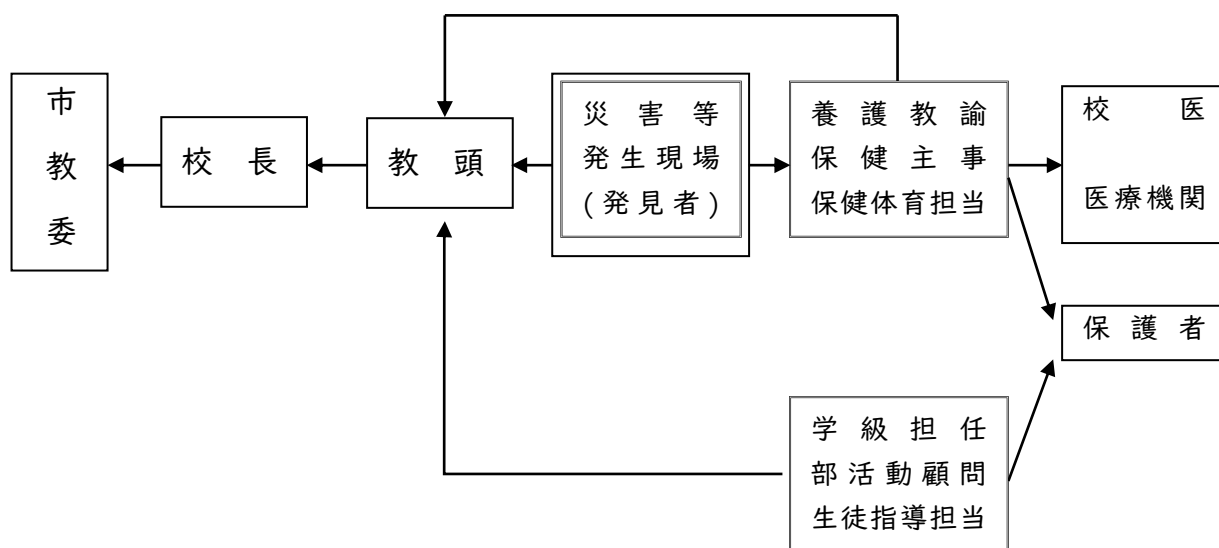 市
教
委
校長
教頭
災害等
発生現場
(発見者)
養護教諭
保健主事
保健体育担当
校医
医療機関
保護者
学級担任
部活動顧問
生徒指導担当